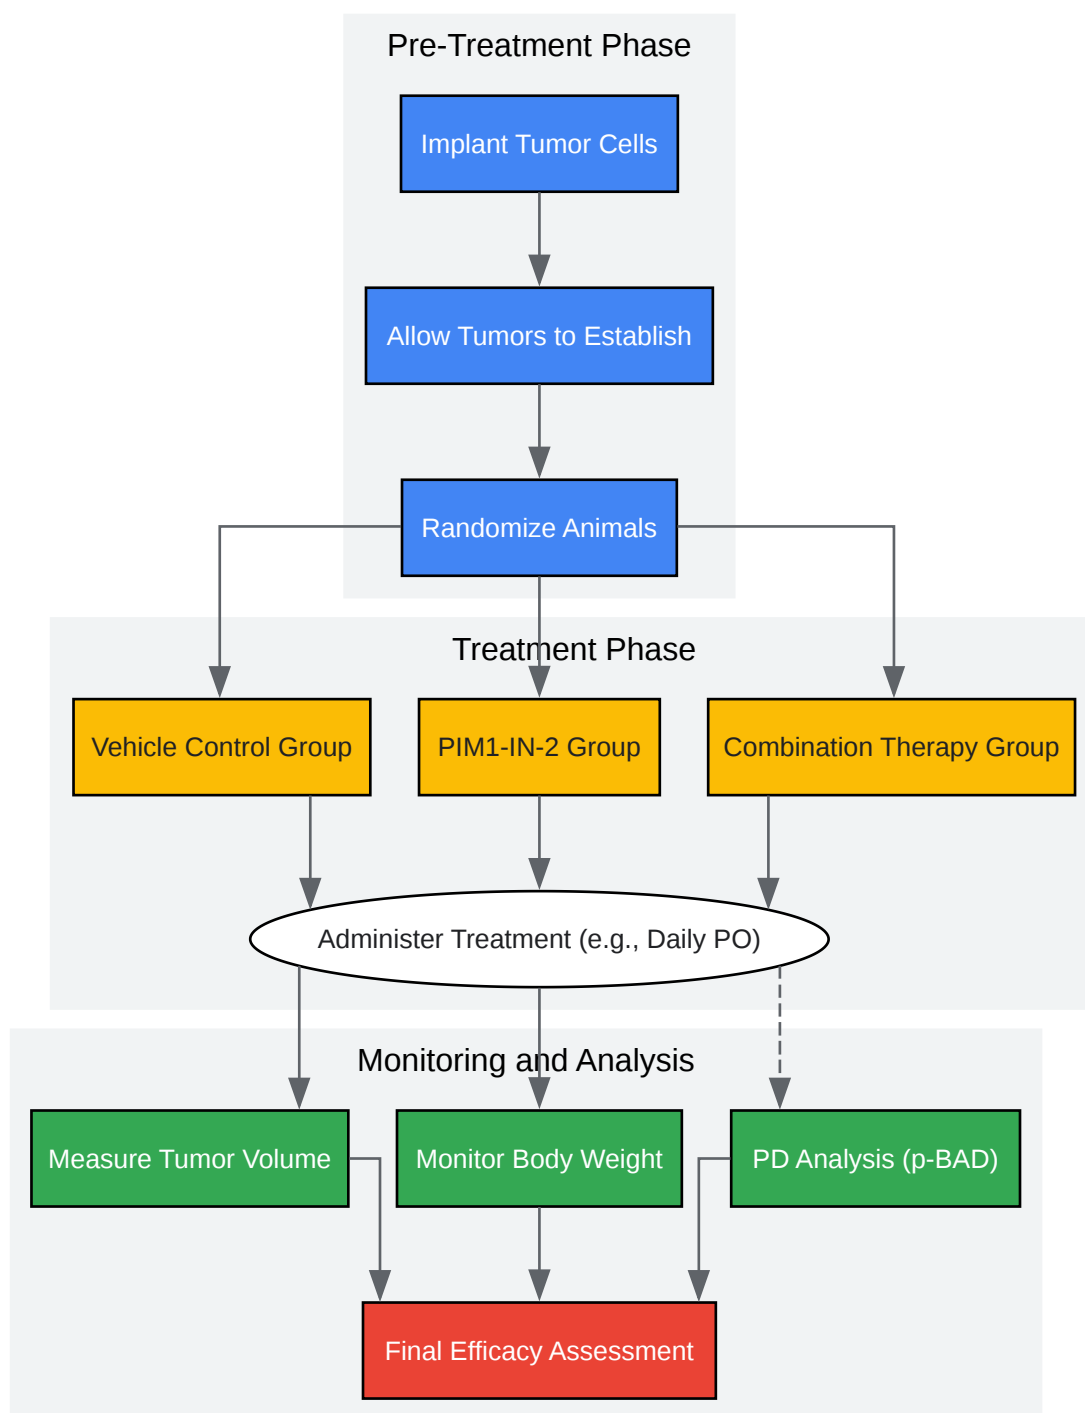 Pre-Treatment Phase
Implant Tumor Cells
Allow Tumors to Establish
Randomize Animals
Treatment Phase
Vehicle Control Group
PIM1-IN-2 Group
Combination Therapy Group
Administer Treatment (e.g., Daily PO)
Monitoring and Analysis
Measure Tumor Volume
Monitor Body Weight
PD Analysis (p-BAD)
Final Efficacy Assessment